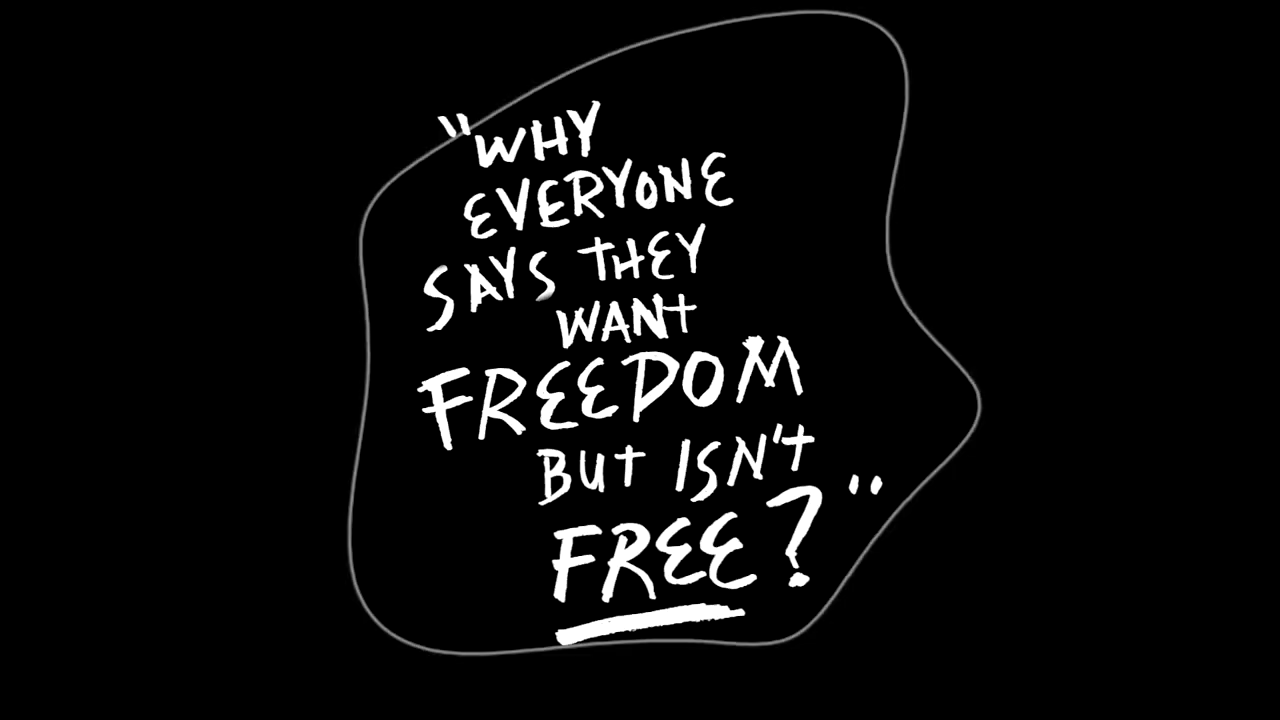 "WHY
EVERYONE
SAYS THEY
WANT
FREEDOM
BUT ISN'T
FREE?"